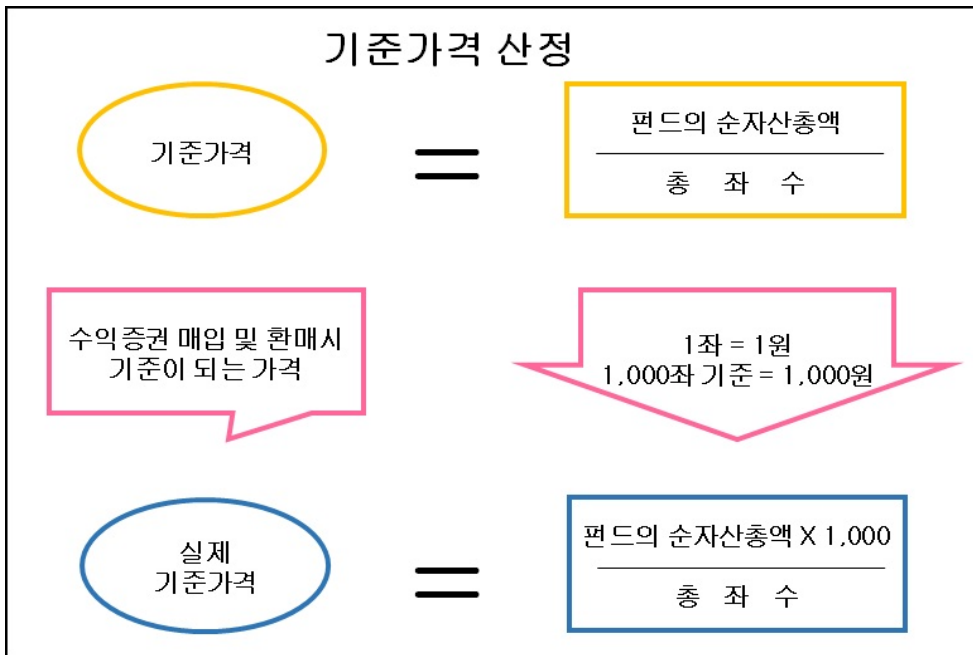 기준가격 산정
기준가격
=
펀드의 순자산총액
총 좌 수
수익증권 매입 및 환매시
기준이 되는 가격
1좌 = 1원
1,000좌 기준 = 1,000원
실제
기준가격
=
펀드의 순자산총액 X 1,000
총 좌 수